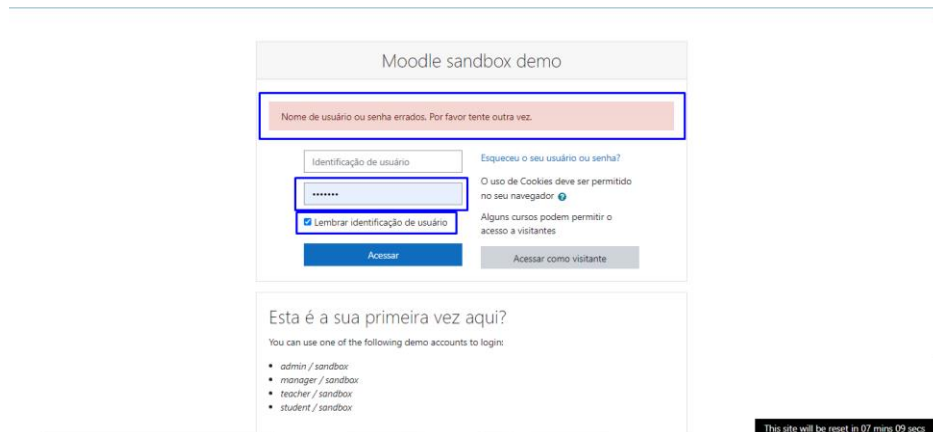 Moodle sandbox demo
Nome de usuário ou senha errados. Por favor tente outra vez.
Identificação de usuário
•••••••
Lembrar identificação de usuário
Acessar
Esqueceu o seu usuário ou senha?
O uso de Cookies deve ser permitido
no seu navegador ?
Alguns cursos podem permitir o
acesso a visitantes
Acessar como visitante
Esta é a sua primeira vez aqui?
You can use one of the following demo accounts to login:
• admin / sandbox
• manager / sandbox
• teacher / sandbox
• student / sandbox
This site will be reset in 07 mins 09 secs